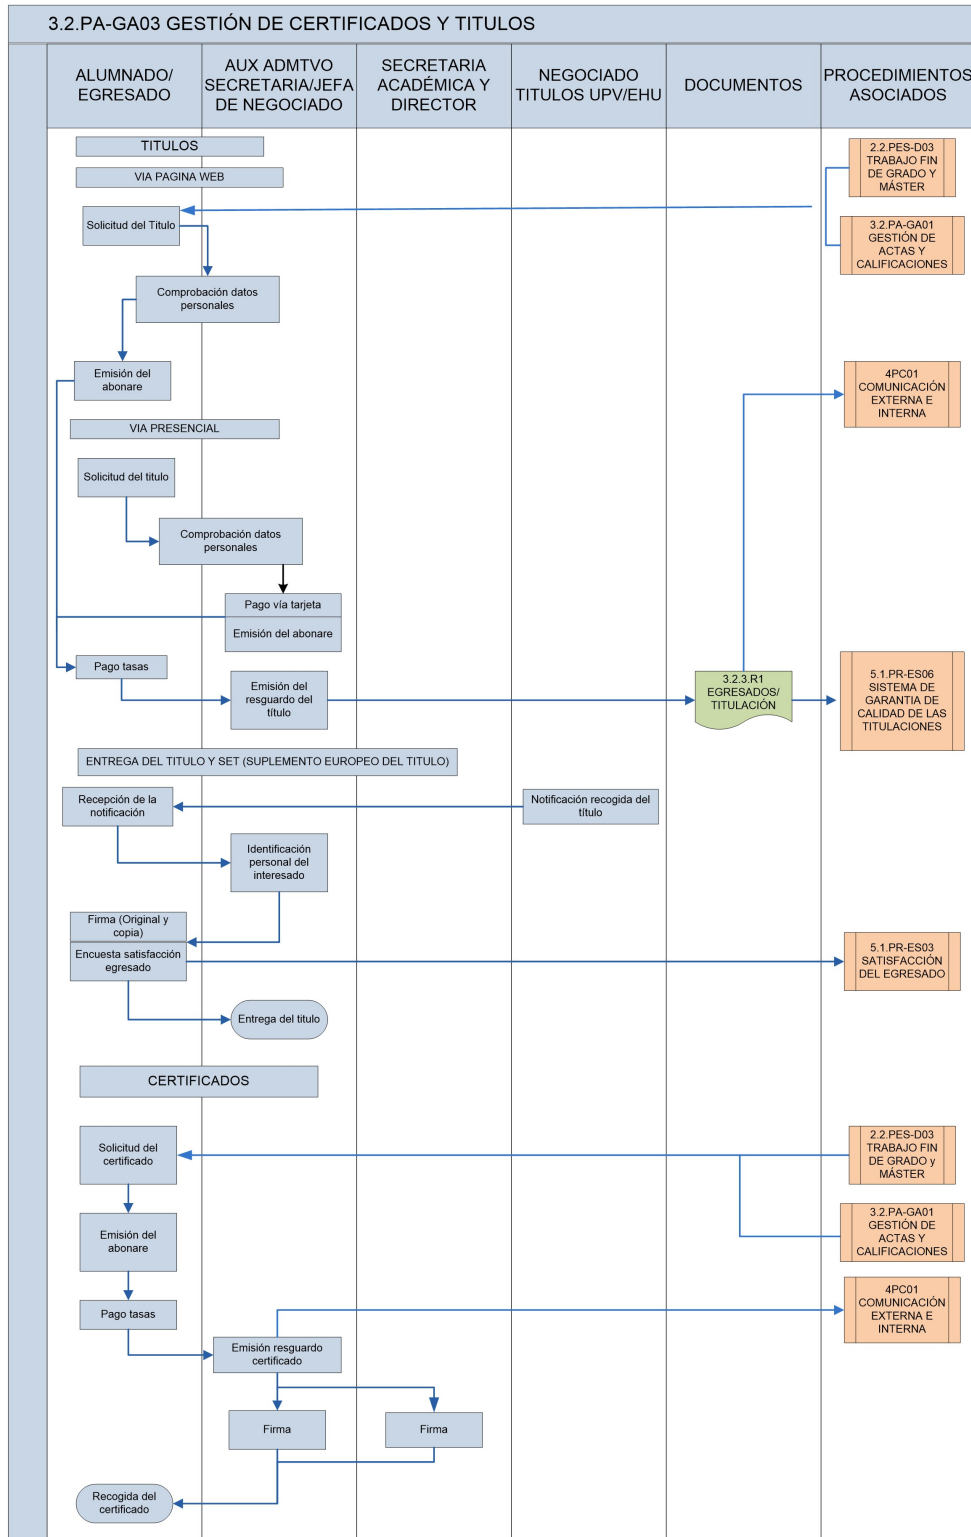 3.2.PA-GA03 GESTIÓN DE CERTIFICADOS Y TITULOS
ALUMNADO/
EGRESADO
AUX ADMTVO
SECRETARIA/JEFA
DE NEGOCIADO
SECRETARIA
ACADÉMICA Y
DIRECTOR
NEGOCIADO
TITULOS UPV/EHU
DOCUMENTOS
PROCEDIMIENTOS
ASOCIADOS
TITULOS
VIA PAGINA WEB
2.2.PES-D03
TRABAJO FIN
DE GRADO Y
MÁSTER
Solicitud del Titulo
3.2.PA-GA01
GESTIÓN DE
ACTAS Y
CALIFICACIONES
Comprobación datos
personales
Emisión del
abonare
4PC01
COMUNICACIÓN
EXTERNA E
INTERNA
VIA PRESENCIAL
Solicitud del titulo
Comprobación datos
personales
Pago vía tarjeta
Emisión del abonare
Pago tasas
Emisión del
resguardo del
título
3.2.3.R1
EGRESADOS/
TITULACIÓN
5.1.PR-ES06
SISTEMA DE
GARANTIA DE
CALIDAD DE LAS
TITULACIONES
ENTREGA DEL TITULO Y SET (SUPLEMENTO EUROPEO DEL TITULO)
Recepción de la
notificación
Notificación recogida del
título
Identificación
personal del
interesado
Firma (Original y
copia)
Encuesta satisfacción
egresado
5.1.PR-ES03
SATISFACCIÓN
DEL EGRESADO
Entrega del titulo
CERTIFICADOS
Solicitud del
certificado
2.2.PES-D03
TRABAJO FIN
DE GRADO y
MÁSTER
Emisión del
abonare
3.2.PA-GA01
GESTIÓN DE
ACTAS Y
CALIFICACIONES
Pago tasas
4PC01
COMUNICACIÓN
EXTERNA E
INTERNA
Emisión resguardo
certificado
Firma
Firma
Recogida del
certificado